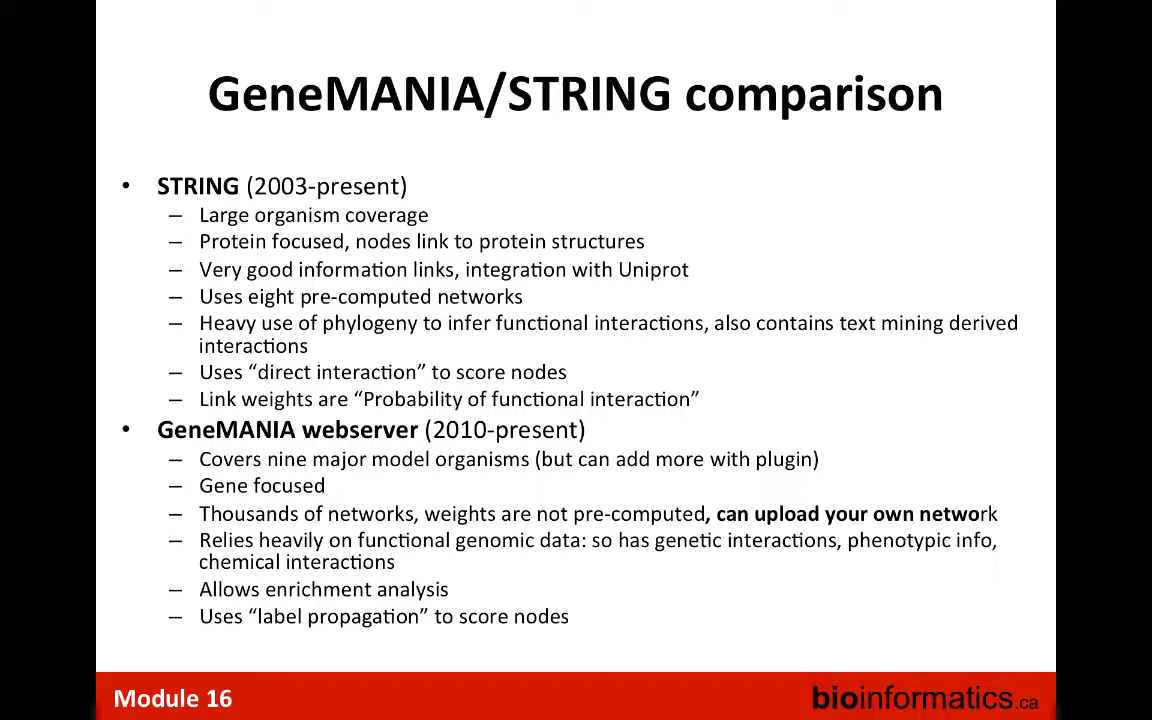 GeneMANIA/STRING comparison
• STRING (2003-present)
– Large organism coverage
– Protein focused, nodes link to protein structures
– Very good information links, integration with Uniprot
– Uses eight pre-computed networks
– Heavy use of phylogeny to infer functional interactions, also contains text mining derived
interactions
– Uses “direct interaction” to score nodes
– Link weights are “Probability of functional interaction”
• GeneMANIA webserver (2010-present)
– Covers nine major model organisms (but can add more with plugin)
– Gene focused
– Thousands of networks, weights are not pre-computed, can upload your own network
– Relies heavily on functional genomic data: so has genetic interactions, phenotypic info,
chemical interactions
– Allows enrichment analysis
– Uses “label propagation” to score nodes
Module 16
bioinformatics.ca